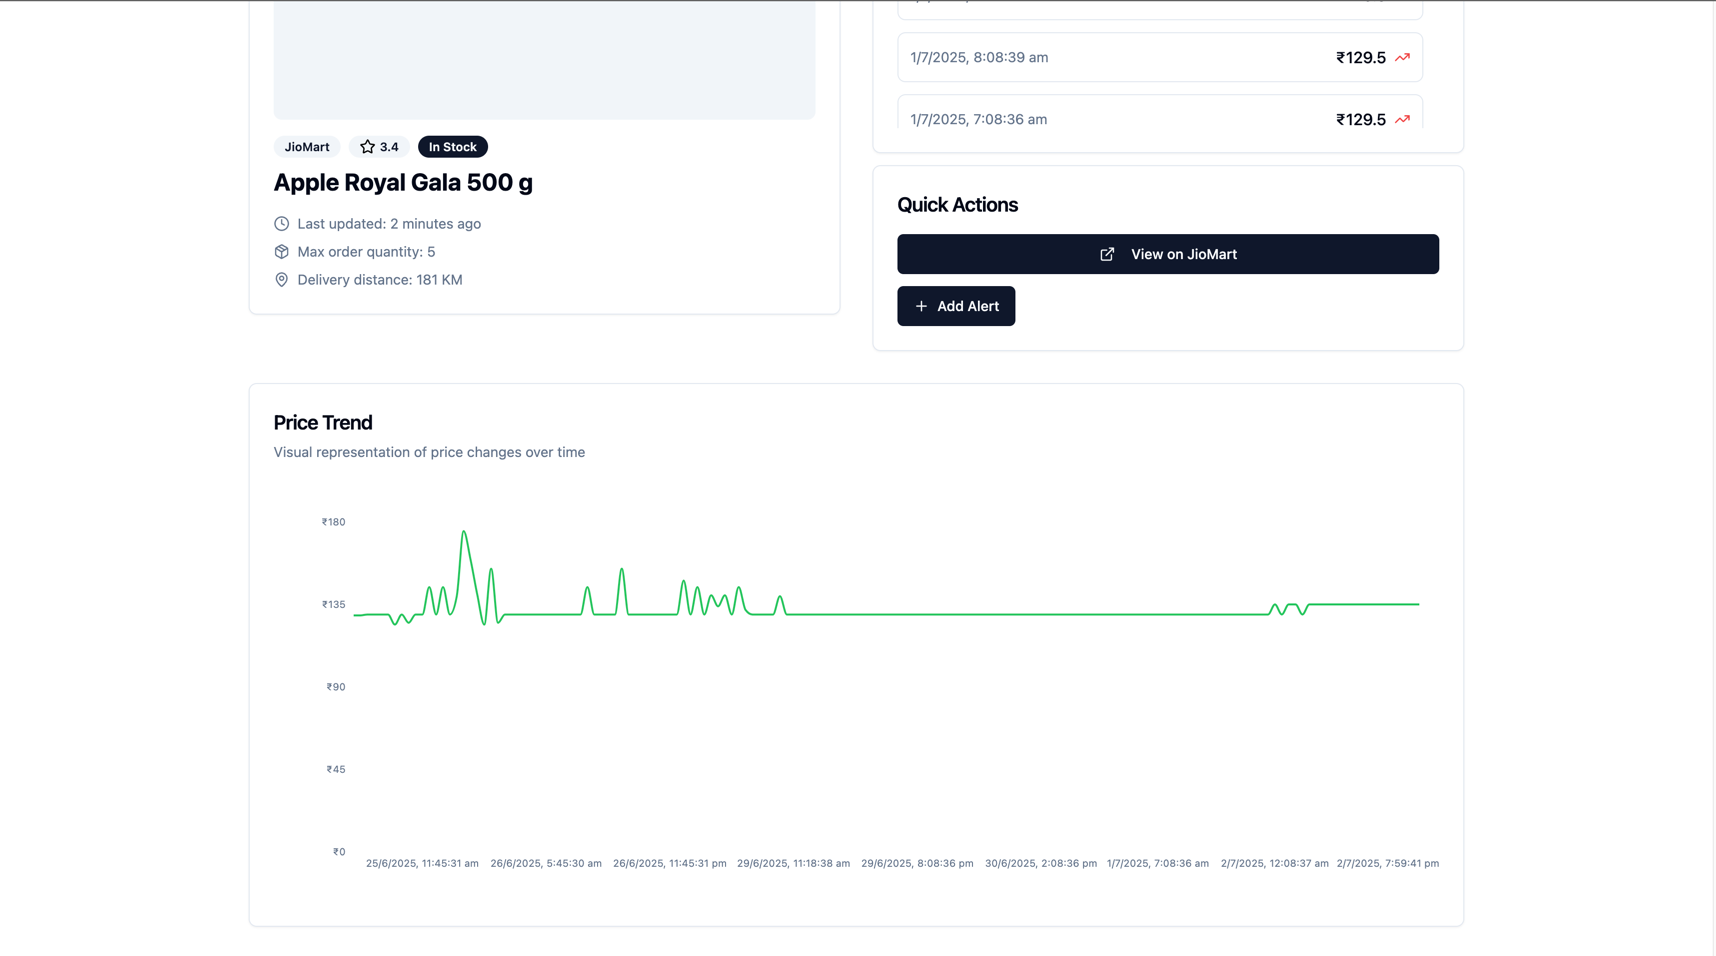 JioMart
3.4
In Stock
Apple Royal Gala 500 g
Last updated: 2 minutes ago
Max order quantity: 5
Delivery distance: 181 KM
1/7/2025, 8:08:39 am
₹129.5
1/7/2025, 7:08:36 am
₹129.5
Quick Actions
View on JioMart
+ Add Alert
Price Trend
Visual representation of price changes over time
₹180
₹135
₹90
₹45
₹0
25/6/2025, 11:45:31 am
26/6/2025, 5:45:30 am
26/6/2025, 11:45:31 pm
29/6/2025, 11:18:38 am
29/6/2025, 8:08:36 pm
30/6/2025, 2:08:36 pm
1/7/2025, 7:08:36 am
2/7/2025, 12:08:37 am
2/7/2025, 7:59:41 pm